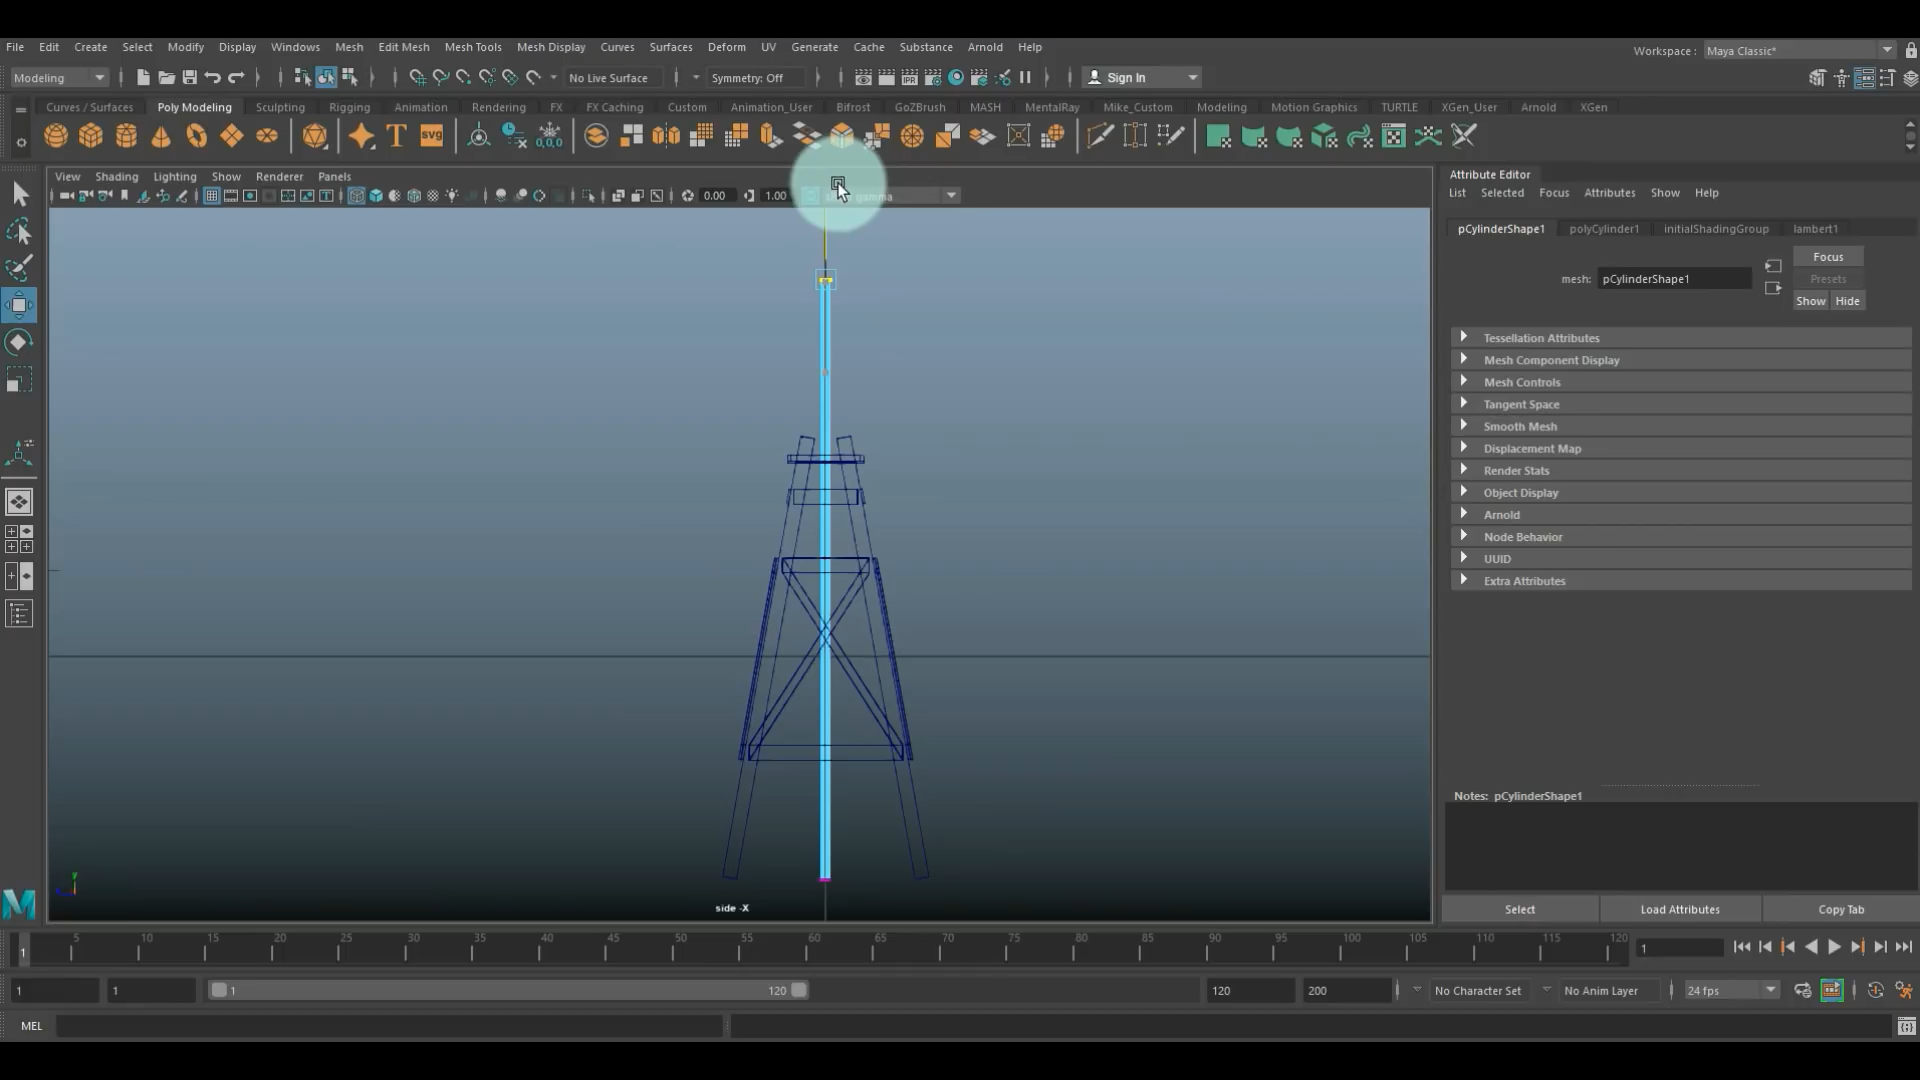 File Edit Create Select Modify Display Windows Mesh Edit Mesh Mesh Tools Mesh Display Curves Surfaces Deform UV Generate Cache Substance Arnold Help
Workspace : Maya Classic*
Modeling No Live Surface Symmetry: Off Sign In
Curves / Surfaces Poly Modeling Sculpting Rigging Animation Rendering FX FX Caching Custom Animation_User Bifrost GoZBrush MASH MentalRay Mike_Custom Modeling Motion Graphics TURTLE XGen_User Arnold XGen
T SVG 0,0,0
View Shading Lighting Show Renderer Panels
0.00 1.00 gamma
Attribute Editor
List Selected Focus Attributes Show Help
pCylinderShape1 polyCylinder1 initialShadingGroup lambert1
Focus
mesh: pCylinderShape1 Presets
Show Hide
Tessellation Attributes
Mesh Component Display
Mesh Controls
Tangent Space
Smooth Mesh
Displacement Map
Render Stats
Object Display
Arnold
Node Behavior
UUID
Extra Attributes
Notes: pCylinderShape1
y
side -X
Select Load Attributes Copy Tab
5 10 15 20 25 30 35 40 45 50 55 60 65 70 75 80 85 90 95 100 105 110 115 120
1 1
1 1 1 120 120 200 No Character Set No Anim Layer 24 fps
MEL